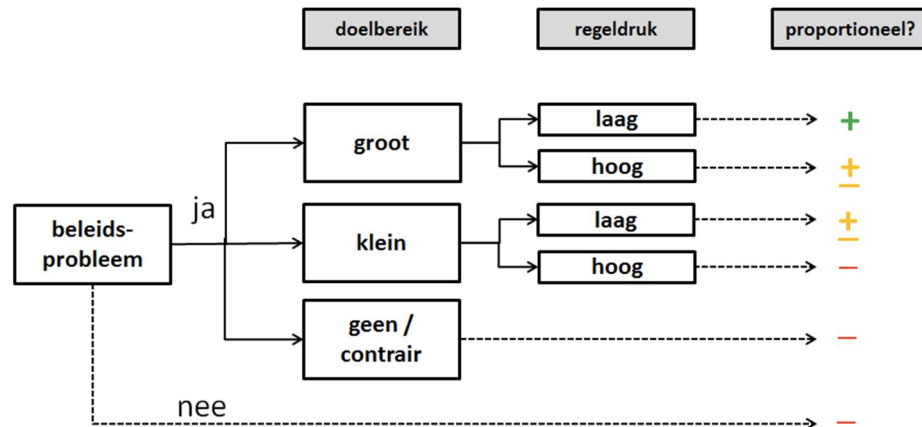 doelbereik
regeldruk
proportioneel?
groot
laag
+
hoog
±
ja
beleids-
probleem
klein
laag
±
hoog
–
geen /
contrair
–
nee
–